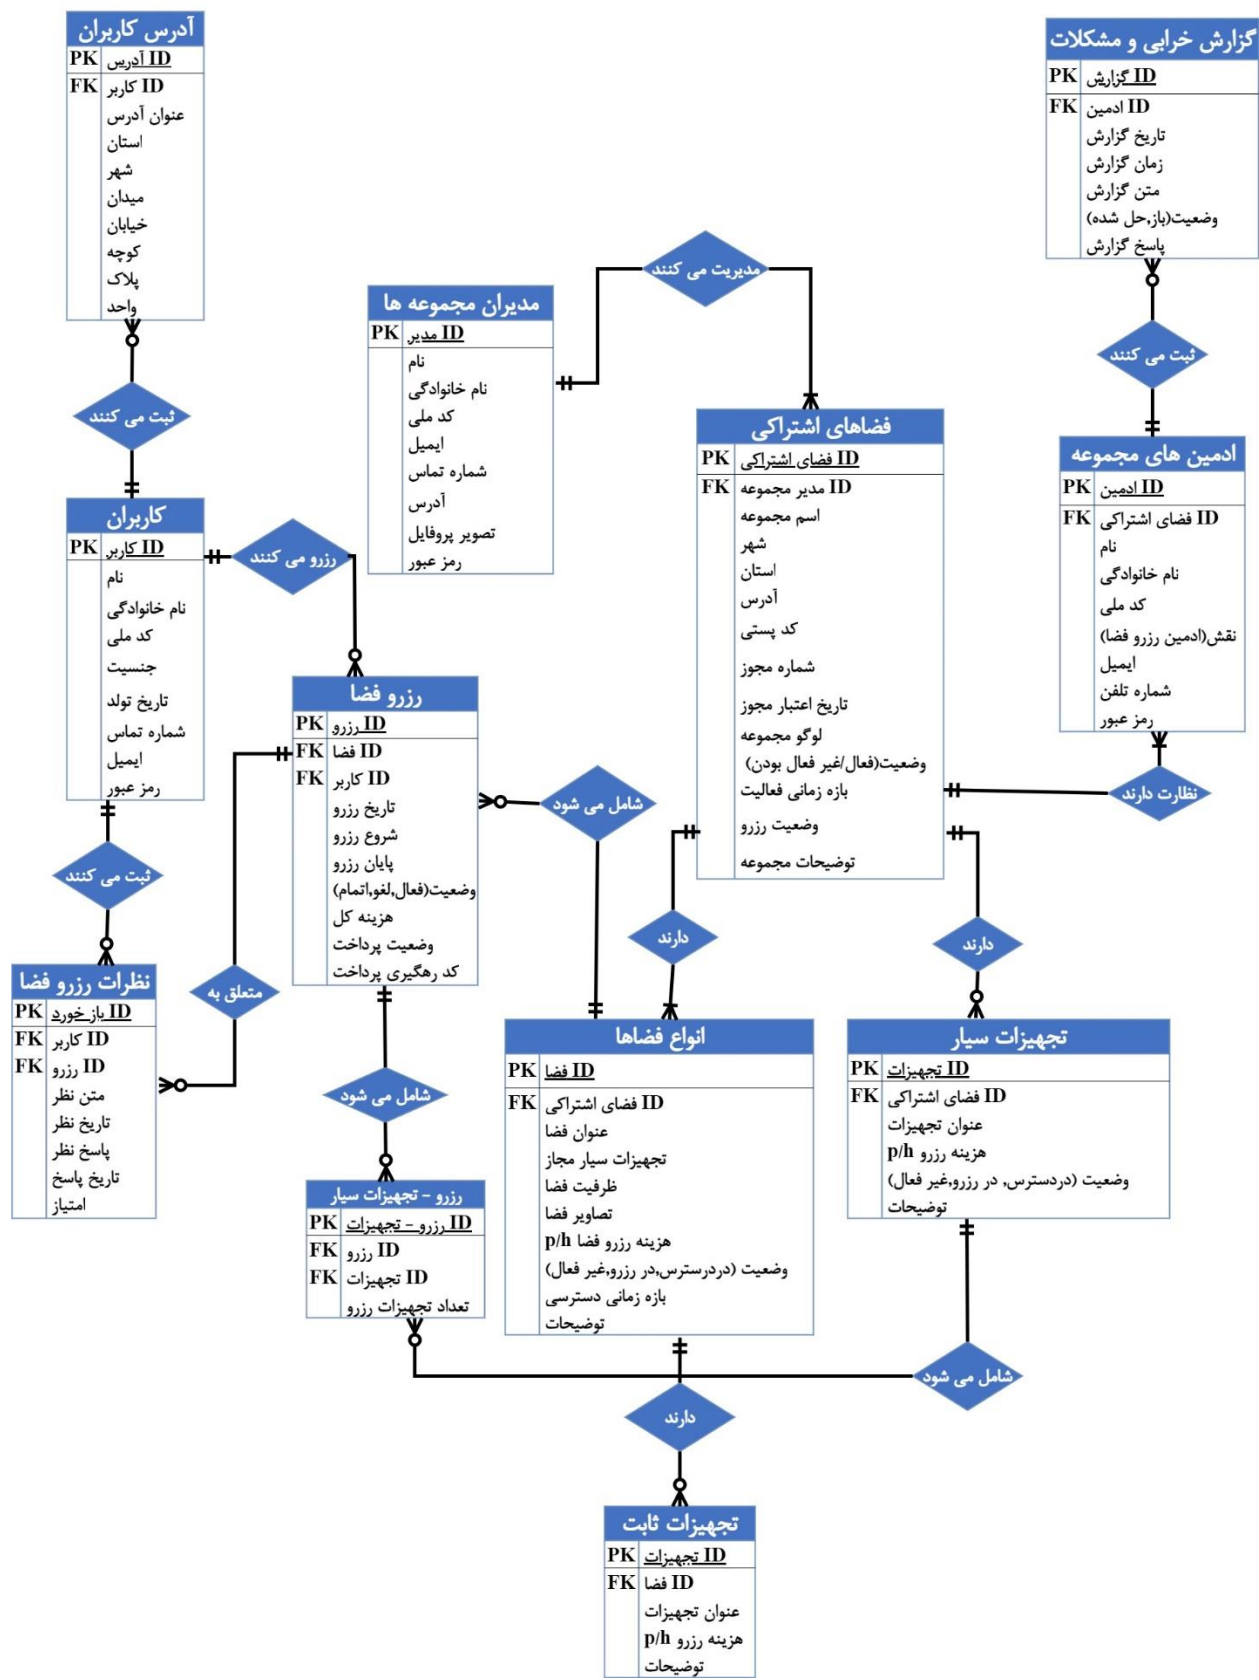 آدرس کاربران
PK ID آدرس
FK ID کاربر
عنوان آدرس
استان
شهر
میدان
خیابان
کوچه
پلاک
واحد
ثبت می کنند
کاربران
PK ID کاربر
نام
نام خانوادگی
کد ملی
جنسیت
تاریخ تولد
شماره تماس
ایمیل
رمز عبور
رزرو می کنند
ثبت می کنند
نظرات رزرو فضا
PK ID باز خورد
FK ID کاربر
FK ID رزرو
متن نظر
تاریخ نظر
پاسخ نظر
تاریخ پاسخ
امتیاز
متعلق به
مدیران مجموعه ها
PK ID مدیر
نام
نام خانوادگی
کد ملی
ایمیل
شماره تماس
آدرس
تصویر پروفایل
رمز عبور
مدیریت می کنند
رزرو فضا
PK ID رزرو
FK ID فضا
FK ID کاربر
تاریخ رزرو
شروع رزرو
پایان رزرو
وضعیت(فعال,لغو,اتمام)
هزینه کل
وضعیت پرداخت
کد رهگیری پرداخت
شامل می شود
شامل می شود
رزرو - تجهیزات سیار
PK ID رزرو - تجهیزات
FK ID رزرو
FK ID تجهیزات
تعداد تجهیزات رزرو
فضاهای اشتراکی
PK ID فضای اشتراکی
FK ID مدیر مجموعه
اسم مجموعه
شهر
استان
آدرس
کد پستی
شماره مجوز
تاریخ اعتبار مجوز
لوگو مجموعه
وضعیت(فعال/غیر فعال بودن)
بازه زمانی فعالیت
وضعیت رزرو
توضیحات مجموعه
دارند
دارند
انواع فضاها
PK ID فضا
FK ID فضای اشتراکی
عنوان فضا
تجهیزات سیار مجاز
ظرفیت فضا
تصاویر فضا
هزینه رزرو فضا p/h
وضعیت (دردرسترس,در رزرو,غیر فعال)
بازه زمانی دسترسی
توضیحات
دارند
تجهیزات ثابت
PK ID تجهیزات
FK ID فضا
عنوان تجهیزات
هزینه رزرو p/h
توضیحات
گزارش خرابی و مشکلات
PK ID گزارش
FK ID ادمین
تاریخ گزارش
زمان گزارش
متن گزارش
وضعیت(باز,حل شده)
پاسخ گزارش
ثبت می کنند
ادمین های مجموعه
PK ID ادمین
FK ID فضای اشتراکی
نام
نام خانوادگی
کد ملی
نقش(ادمین رزرو فضا)
ایمیل
شماره تلفن
رمز عبور
نظارت دارند
تجهیزات سیار
PK ID تجهیزات
FK ID فضای اشتراکی
عنوان تجهیزات
هزینه رزرو p/h
وضعیت (دردسترس, در رزرو,غیر فعال)
توضیحات
شامل می شود